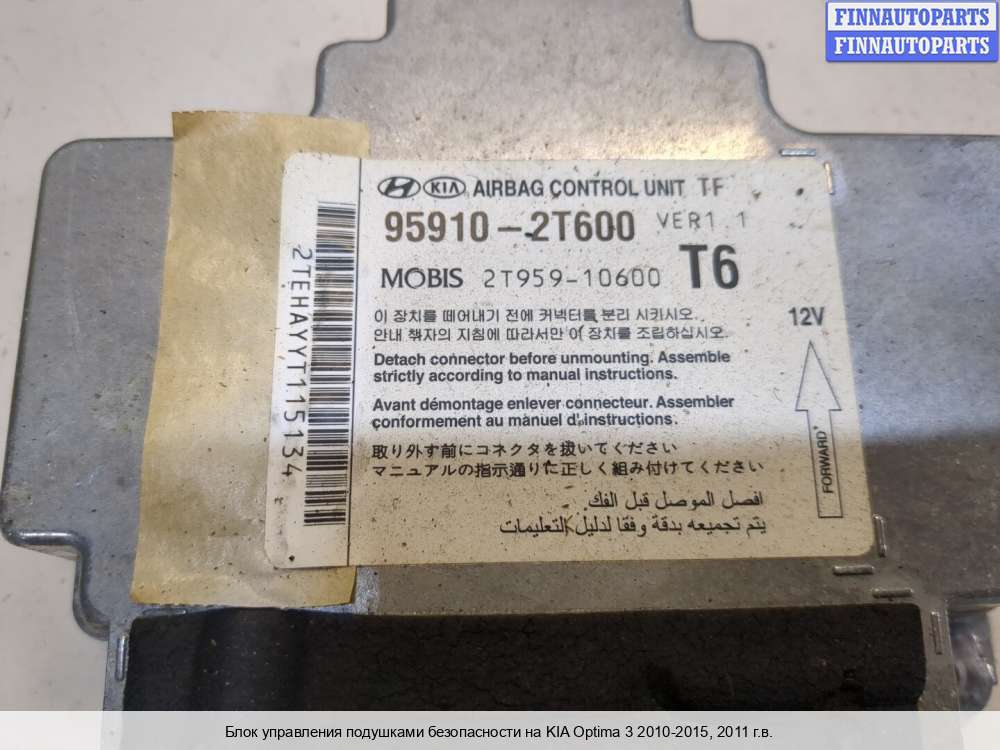 FINNAUTOPARTS
FINNAUTOPARTS
KIA AIRBAG CONTROL UNIT TF
95910-2T600 VER1.1
MOBIS 2T959-10600 T6
이 장치를 떼어내기 전에 커넥터를 분리 시키시오.
안내 책자의 지침에 따라서만 이 장치를 조립하십시오.
12V
Detach connector before unmounting. Assemble
strictly according to manual instructions.
Avant démontage enlever connecteur. Assembler
conformement au manuel d'instructions.
取り外す前にコネクタを抜いてください
マニュアルの指示通りに正しく組み付けてください
افصل الموصل قبل الفك
يتم تجميعه بدقة وفقا لدليل التعليمات
FORWARD
2TEHAYYT115134
Блок управления подушками безопасности на KIA Optima 3 2010-2015, 2011 г.в.